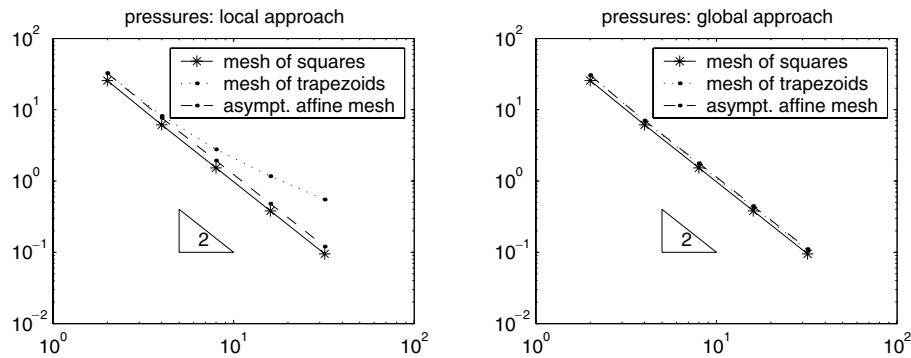 pressures: local approach
10^2
10^1
10^0
10^-1
10^-2
mesh of squares
mesh of trapezoids
asympt. affine mesh
2
10^0
10^1
10^2
pressures: global approach
10^2
10^1
10^0
10^-1
10^-2
mesh of squares
mesh of trapezoids
asympt. affine mesh
2
10^0
10^1
10^2